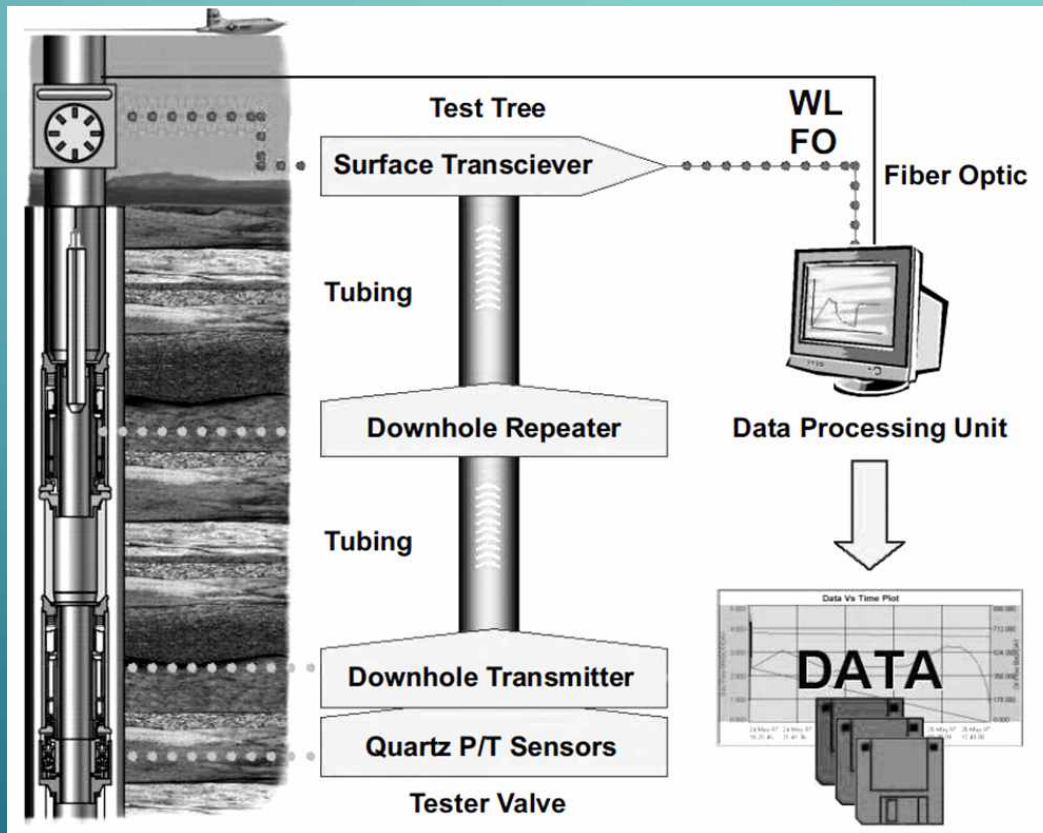 Test Tree
Surface Transciever
WL
FO
Fiber Optic
Tubing
Downhole Repeater
Data Processing Unit
Tubing
Data Vs Time Plot
DATA
Downhole Transmitter
Quartz P/T Sensors
Tester Valve